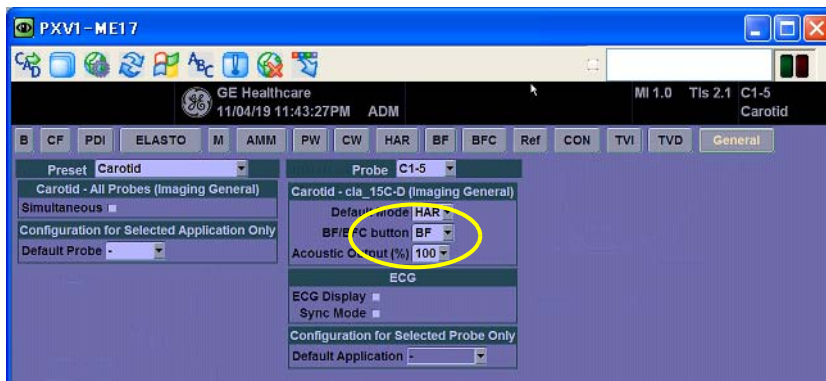 PXV1-ME17
CAD
ABC
GE Healthcare
11/04/19 11:43:27PM ADM
MI 1.0 TIs 2.1 C1-5
Carotid
B CF PDI ELASTO M AMM PW CW HAR BF BFC Ref CON TVI TVD General
Preset Carotid
Carotid - All Probes (Imaging General)
Simultaneous
Configuration for Selected Application Only
Default Probe -
Probe C1-5
Carotid - cla_15C-D (Imaging General)
Default Mode HAR
BF/BFC button BF
Acoustic Output (%) 100
ECG
ECG Display
Sync Mode
Configuration for Selected Probe Only
Default Application -